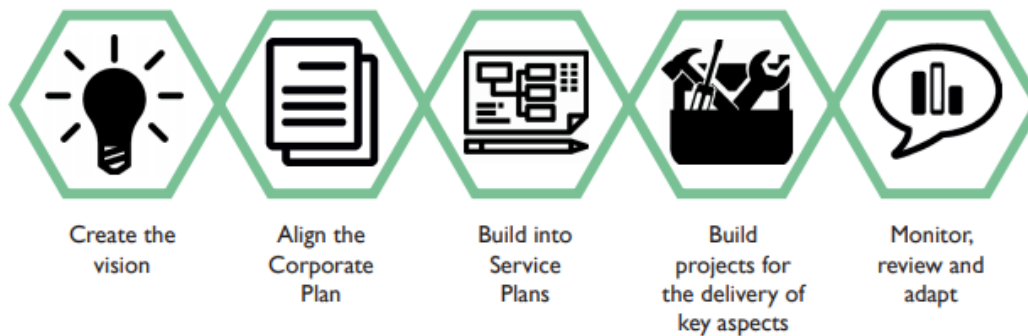 Create the
vision
Align the
Corporate
Plan
Build into
Service
Plans
Build
projects for
the delivery of
key aspects
Monitor,
review and
adapt